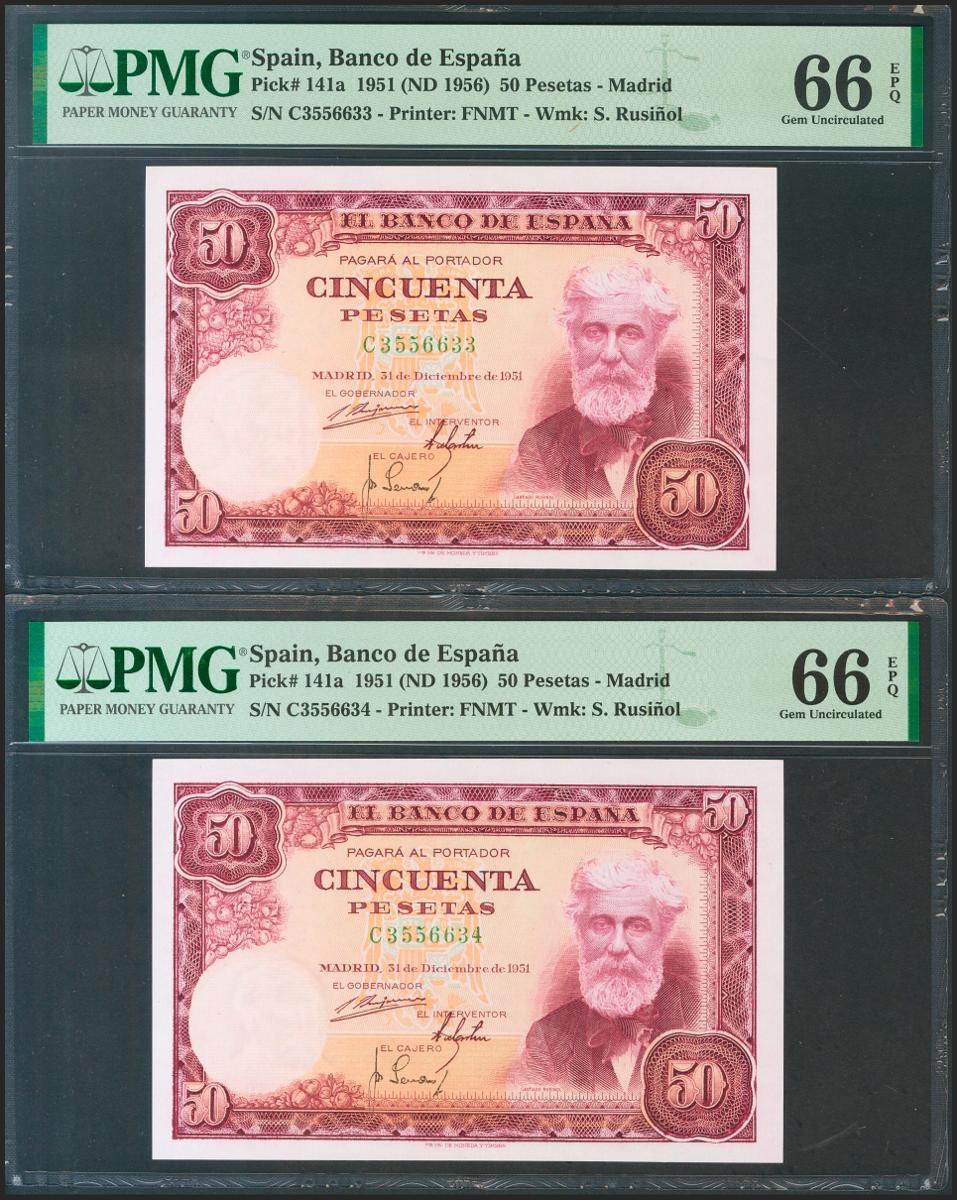 PMG®
PAPER MONEY GUARANTY
Spain, Banco de España
Pick# 141a 1951 (ND 1956) 50 Pesetas - Madrid
S/N C3556633 - Printer: FNMT - Wmk: S. Rusiñol
66 EPQ
Gem Uncirculated
50
EL BANCO DE ESPAÑA
50
PAGARÁ AL PORTADOR
CINCUENTA
PESETAS
C3556633
MADRID, 31 de Diciembre de 1951
EL GOBERNADOR
EL INTERVENTOR
EL CAJERO
50
50
PMG®
PAPER MONEY GUARANTY
Spain, Banco de España
Pick# 141a 1951 (ND 1956) 50 Pesetas - Madrid
S/N C3556634 - Printer: FNMT - Wmk: S. Rusiñol
66 EPQ
Gem Uncirculated
50
EL BANCO DE ESPAÑA
50
PAGARÁ AL PORTADOR
CINCUENTA
PESETAS
C3556634
MADRID, 31 de Diciembre de 1951
EL GOBERNADOR
EL INTERVENTOR
EL CAJERO
50
50